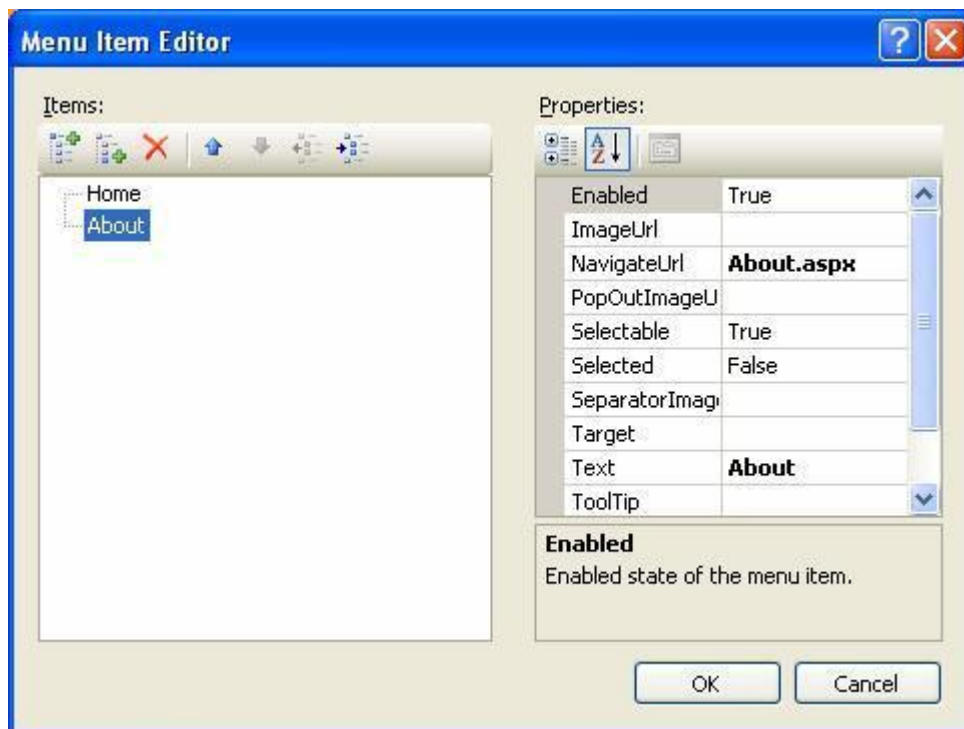 Menu Item Editor
Items:
Properties:
Home
About
Enabled True
ImageUrl
NavigateUrl About.aspx
PopOutImageU
Selectable True
Selected False
SeparatorImag
Target
Text About
ToolTip
Enabled
Enabled state of the menu item.
OK
Cancel